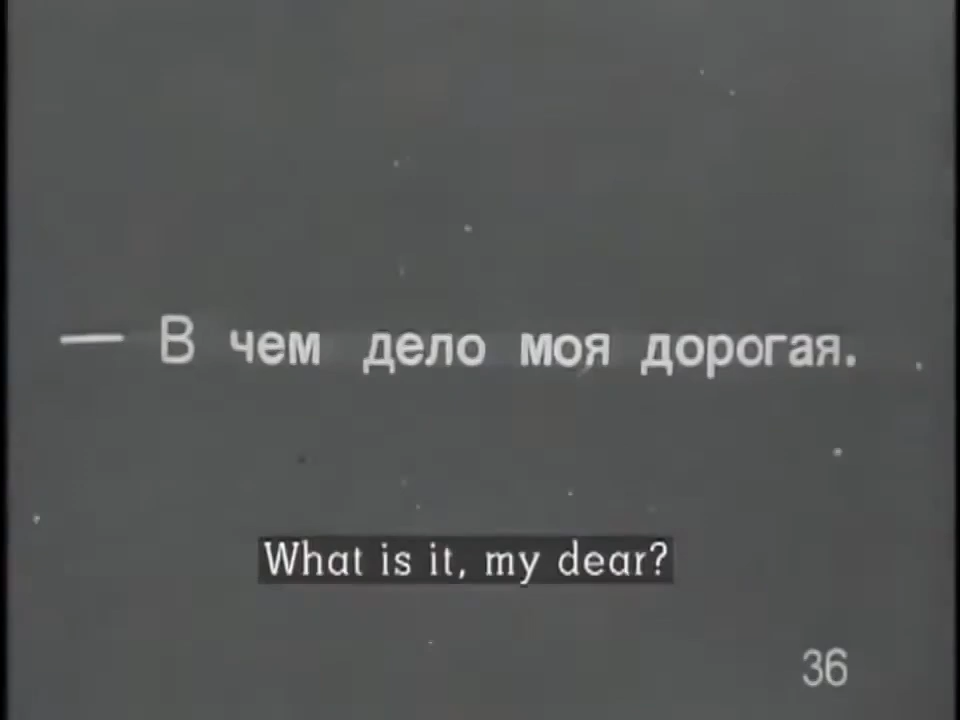 — В чем дело моя дорогая.
What is it, my dear?
36